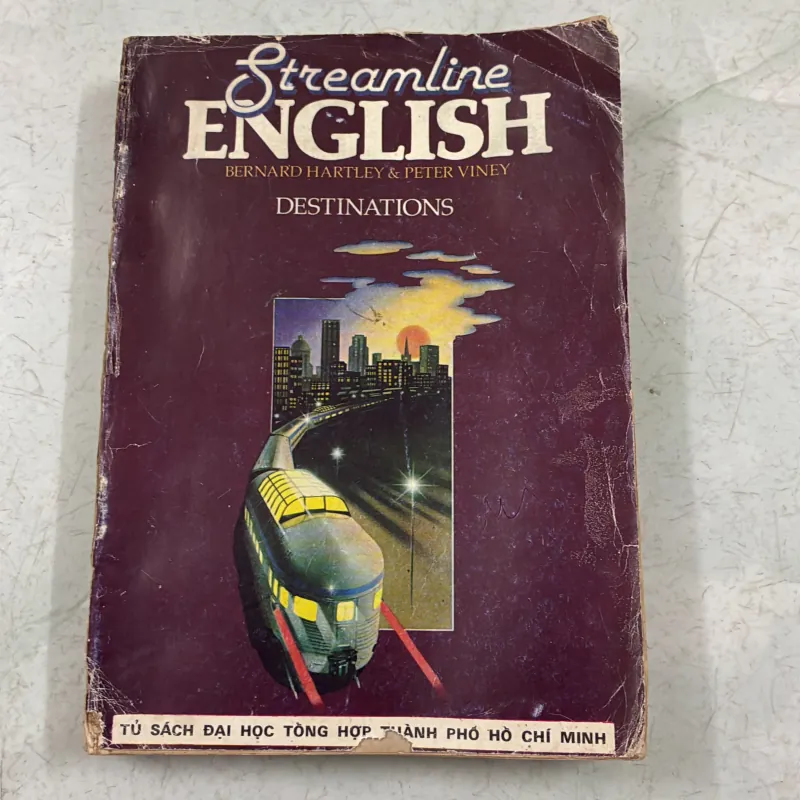 Streamline
ENGLISH
BERNARD HARTLEY & PETER VINEY
DESTINATIONS
TỦ SÁCH ĐẠI HỌC TỔNG HỢP THÀNH PHỐ HỒ CHÍ MINH